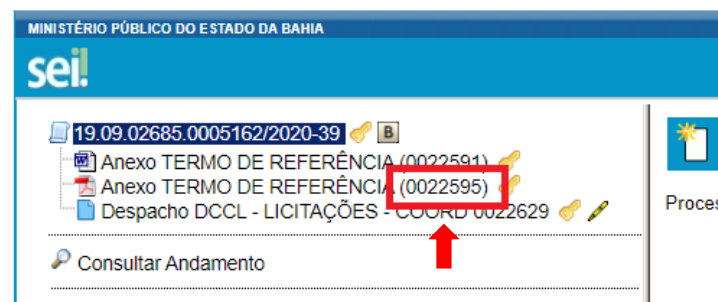 MINISTÉRIO PÚBLICO DO ESTADO DA BAHIA
sei!
19.09.02685.0005162/2020-39 B
Anexo TERMO DE REFERÊNCIA (0022591)
Anexo TERMO DE REFERÊNCIA (0022595)
Despacho DCCL - LICITAÇÕES - COORD 0022629
Proces
Consultar Andamento